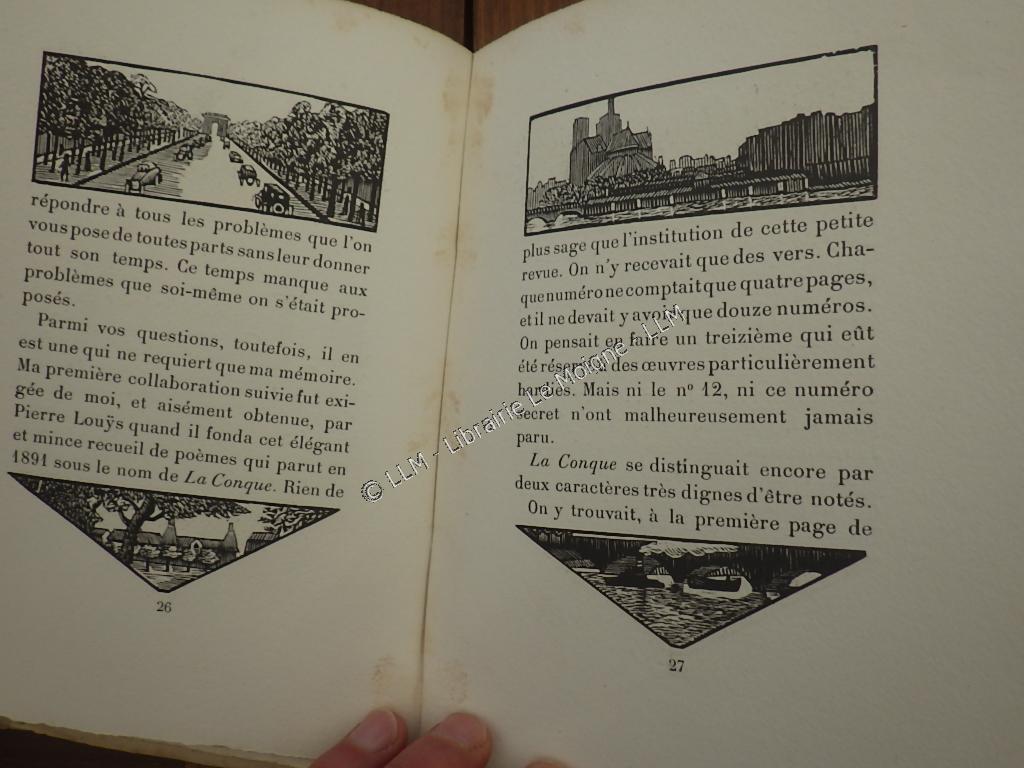 répondre à tous les problèmes que l'on
vous pose de toutes parts sans leur donner
tout son temps. Ce temps manque aux
problèmes que soi-même on s'était pro-
posés.
Parmi vos questions, toutefois, il en
est une qui ne requiert que ma mémoire.
Ma première collaboration suivie fut exi-
gée de moi, et aisément obtenue, par
Pierre Louÿs quand il fonda cet élégant
et mince recueil de poèmes qui parut en
1891 sous le nom de La Conque. Rien de
26
plus sage que l'institution de cette petite
revue. On n'y recevait que des vers. Cha-
que numéro ne comptait que quatre pages,
et il ne devait y avoir que douze numéros.
On pensait en faire un treizième qui eût
été réservé à des œuvres particulièrement
hardies. Mais ni le nº 12, ni ce numéro
secret n'ont malheureusement jamais
paru.
La Conque se distinguait encore par
deux caractères très dignes d'être notés.
On y trouvait, à la première page de
27
© LLM - Librairie Le Moigne LLM